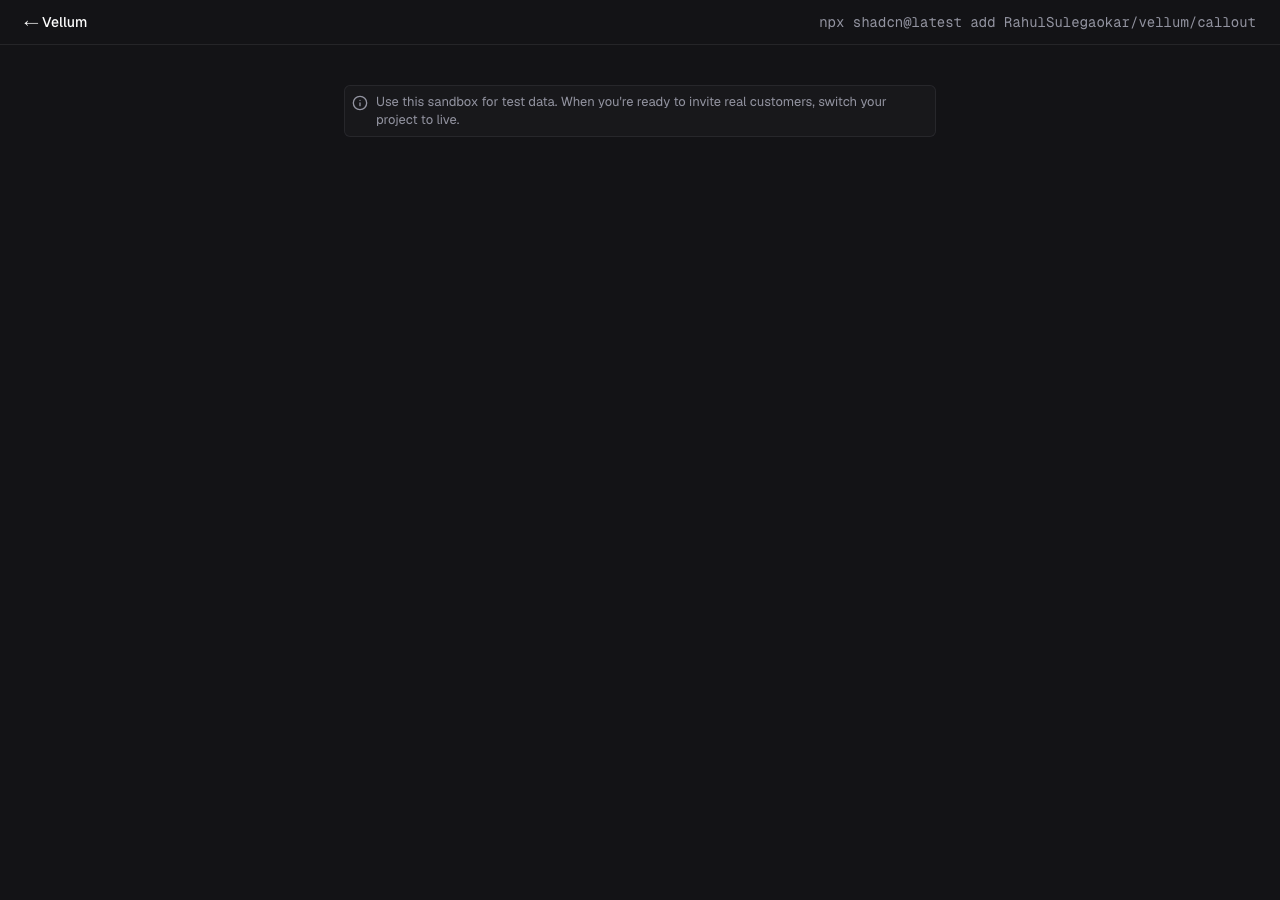 ← Vellum
npx shadcn@latest add RahulSulegaokar/vellum/callout
Use this sandbox for test data. When you're ready to invite real customers, switch your
project to live.